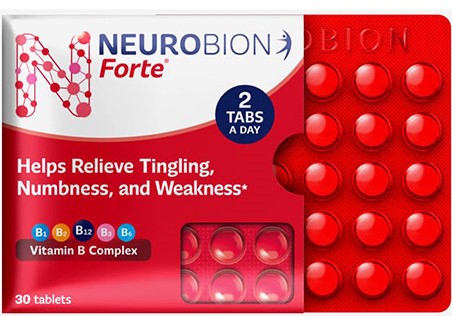 N NEUROBION
Forte®
ROBION
2
TABS
A DAY
Helps Relieve Tingling,
Numbness, and Weakness*
B1 B2 B12 B6
Vitamin B Complex
30 tablets